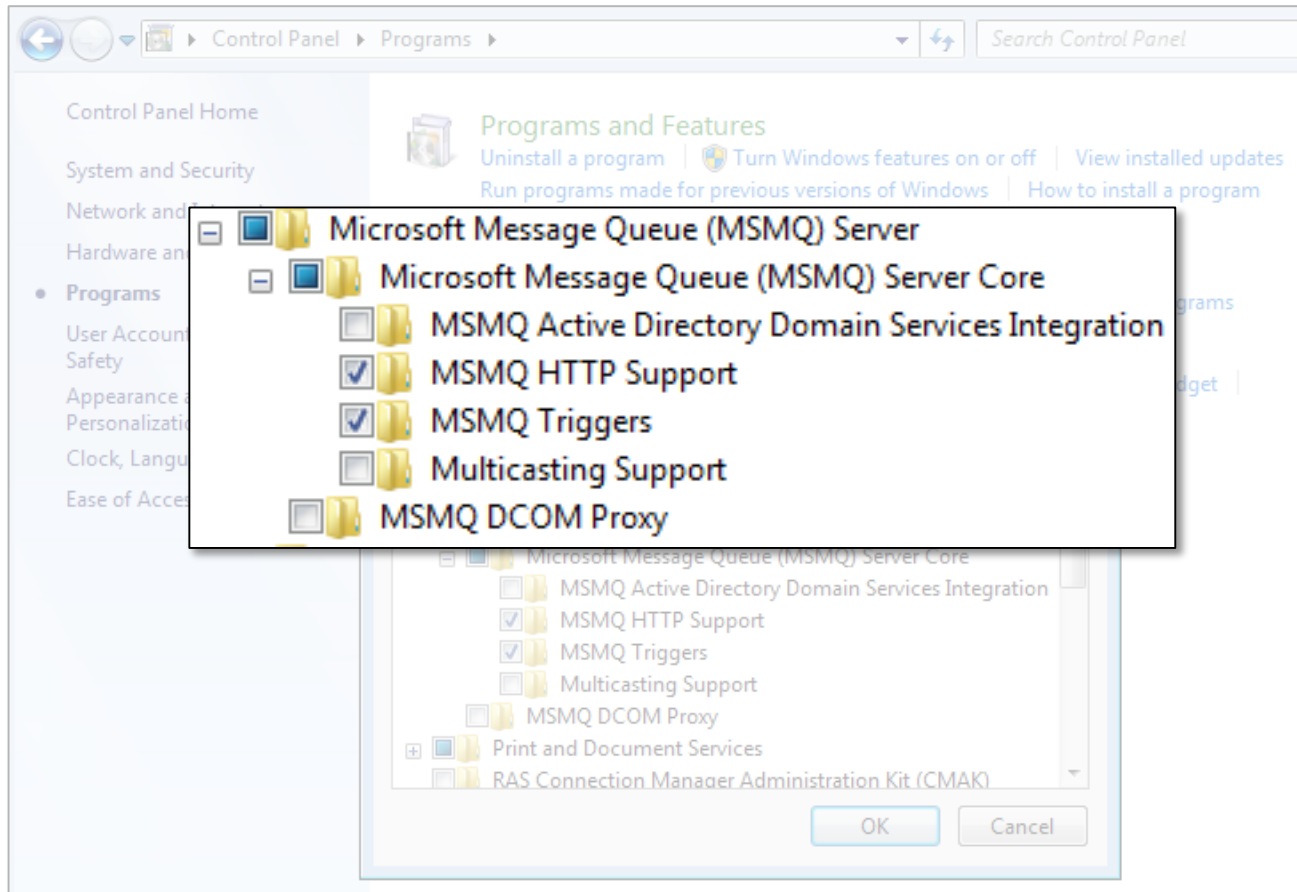 Control Panel Programs Search Control Panel
Control Panel Home
System and Security
Network and
Hardware an
Programs
User Account
Safety
Appearance a
Personalizatio
Clock, Langu
Ease of Acces
Programs and Features
Uninstall a program Turn Windows features on or off View installed updates
Run programs made for previous versions of Windows How to install a program
grams
dget
Microsoft Message Queue (MSMQ) Server
Microsoft Message Queue (MSMQ) Server Core
MSMQ Active Directory Domain Services Integration
MSMQ HTTP Support
MSMQ Triggers
Multicasting Support
MSMQ DCOM Proxy
Microsoft Message Queue (MSMQ) Server Core
MSMQ Active Directory Domain Services Integration
MSMQ HTTP Support
MSMQ Triggers
Multicasting Support
MSMQ DCOM Proxy
Print and Document Services
RAS Connection Manager Administration Kit (CMAK)
OK Cancel